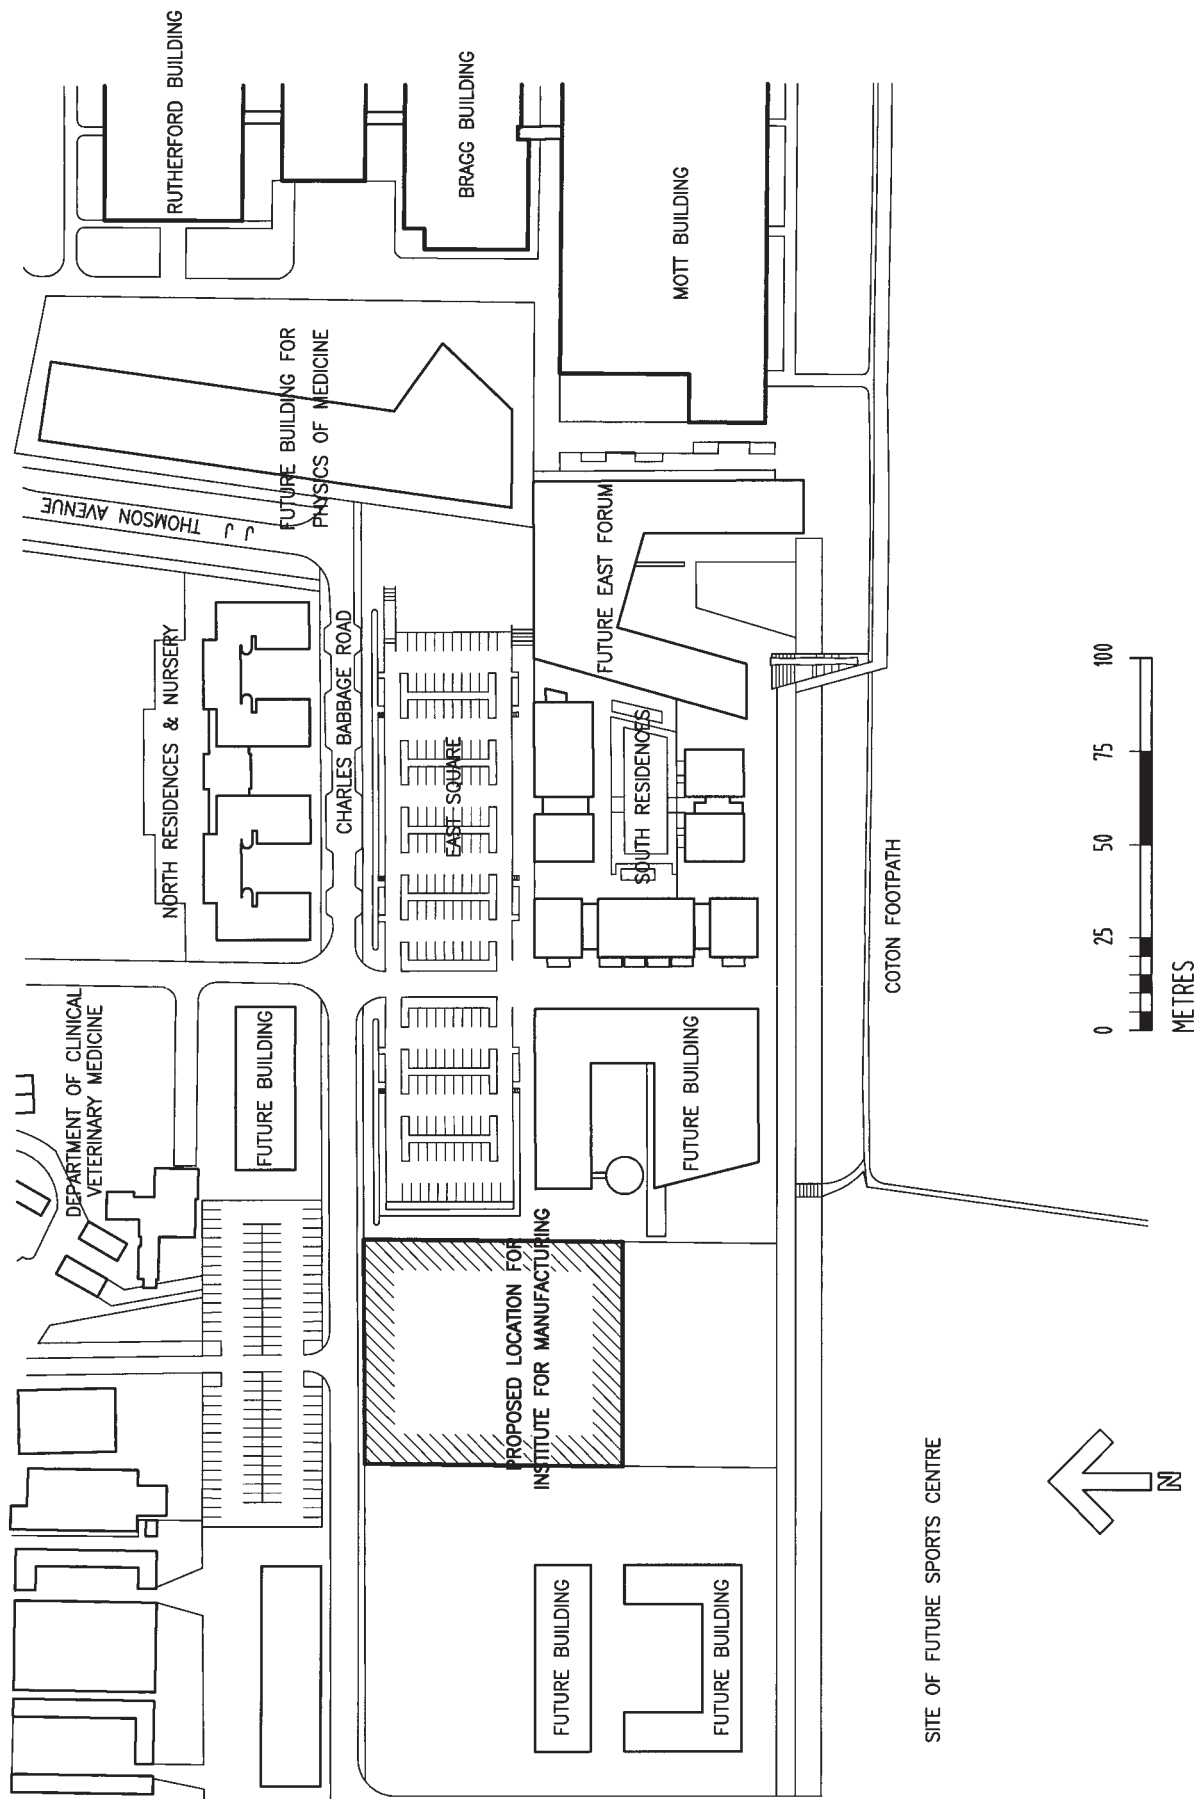 RUTHERFORD BUILDING
BRAGG BUILDING
MOTT BUILDING
FUTURE BUILDING FOR
PHYSICS OF MEDICINE
J J THOMSON AVENUE
FUTURE EAST FORUM
NORTH RESIDENCES & NURSERY
CHARLES BABBAGE ROAD
EAST SQUARE
SOUTH RESIDENCES
COTON FOOTPATH
DEPARTMENT OF CLINICAL
VETERINARY MEDICINE
FUTURE BUILDING
FUTURE BUILDING
PROPOSED LOCATION FOR
INSTITUTE FOR MANUFACTURING
FUTURE BUILDING
FUTURE BUILDING
SITE OF FUTURE SPORTS CENTRE
0 25 50 75 100
METRES
N